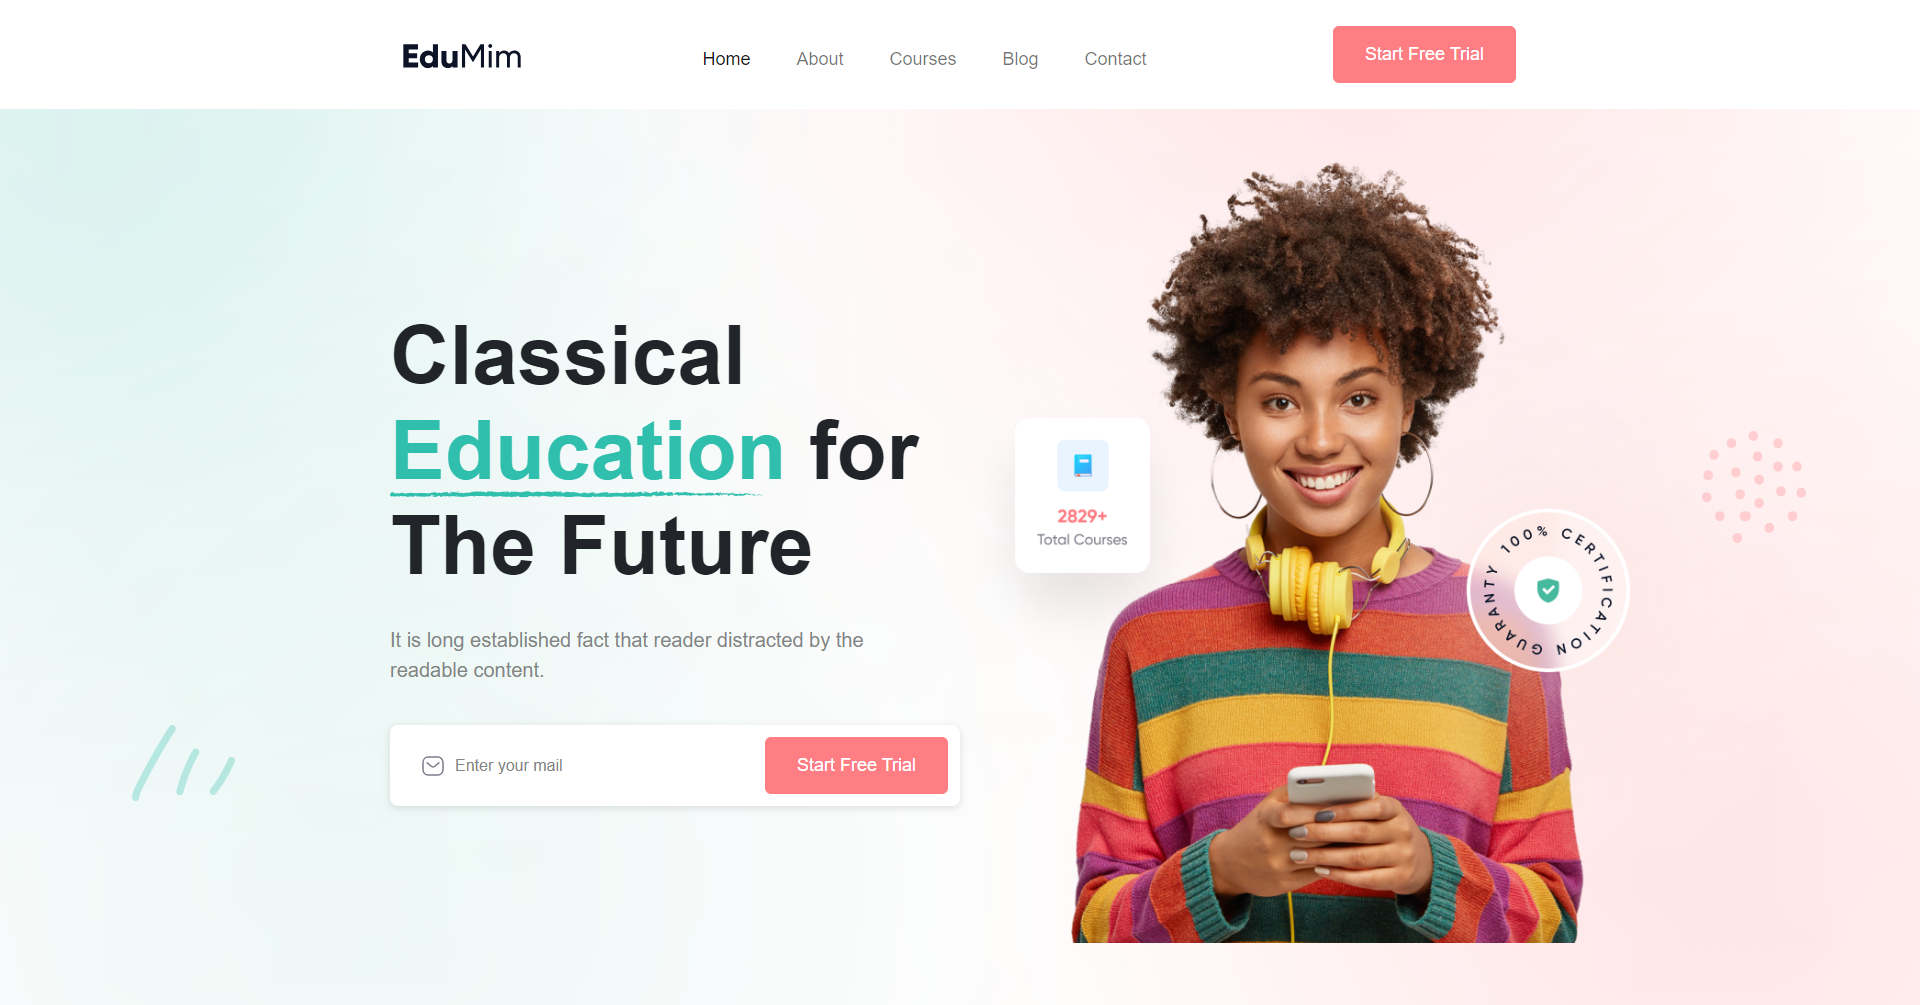 EduMim
Home
About
Courses
Blog
Contact
Start Free Trial
Classical
Education for
The Future
It is long established fact that reader distracted by the
readable content.
Enter your mail
Start Free Trial
2829+
Total Courses
100% CERTIFICATION GUARANTY